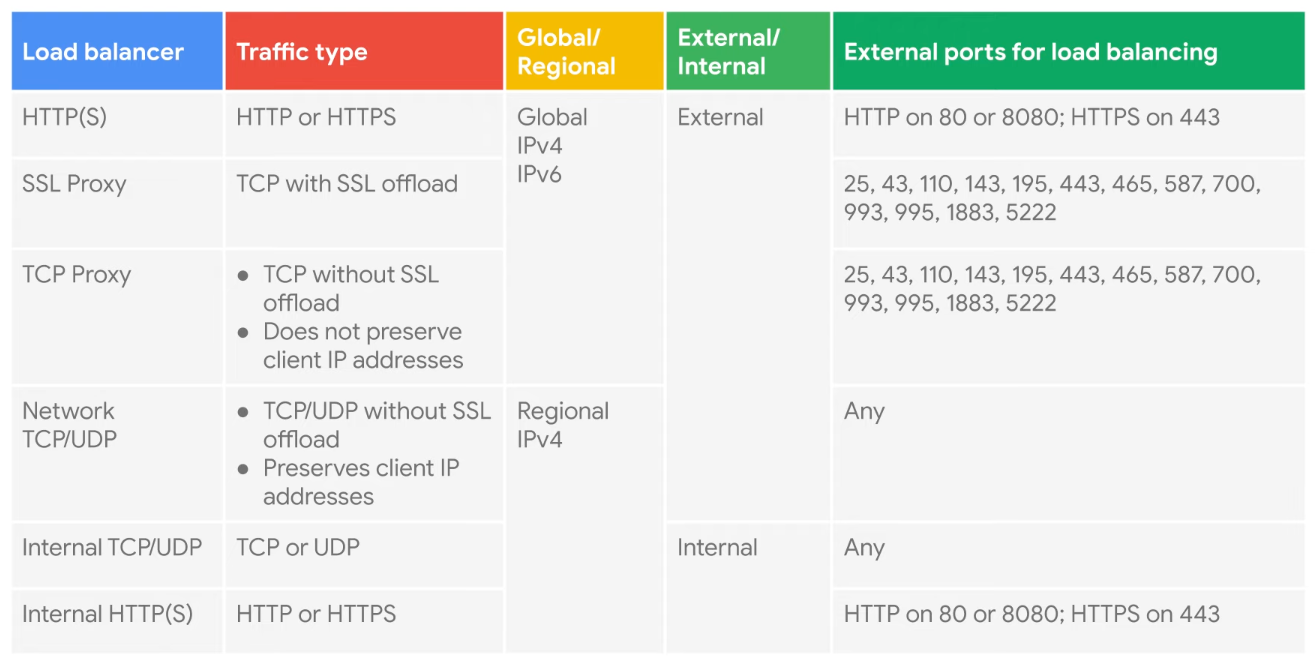 Load balancer
Traffic type
Global/
Regional
External/
Internal
External ports for load balancing
HTTP(S)
HTTP or HTTPS
Global
IPv4
IPv6
External
HTTP on 80 or 8080; HTTPS on 443
SSL Proxy
TCP with SSL offload
25, 43, 110, 143, 195, 443, 465, 587, 700,
993, 995, 1883, 5222
TCP Proxy
● TCP without SSL
offload
● Does not preserve
client IP addresses
25, 43, 110, 143, 195, 443, 465, 587, 700,
993, 995, 1883, 5222
Network
TCP/UDP
● TCP/UDP without SSL
offload
● Preserves client IP
addresses
Regional
IPv4
Any
Internal TCP/UDP
TCP or UDP
Internal
Any
Internal HTTP(S)
HTTP or HTTPS
HTTP on 80 or 8080; HTTPS on 443